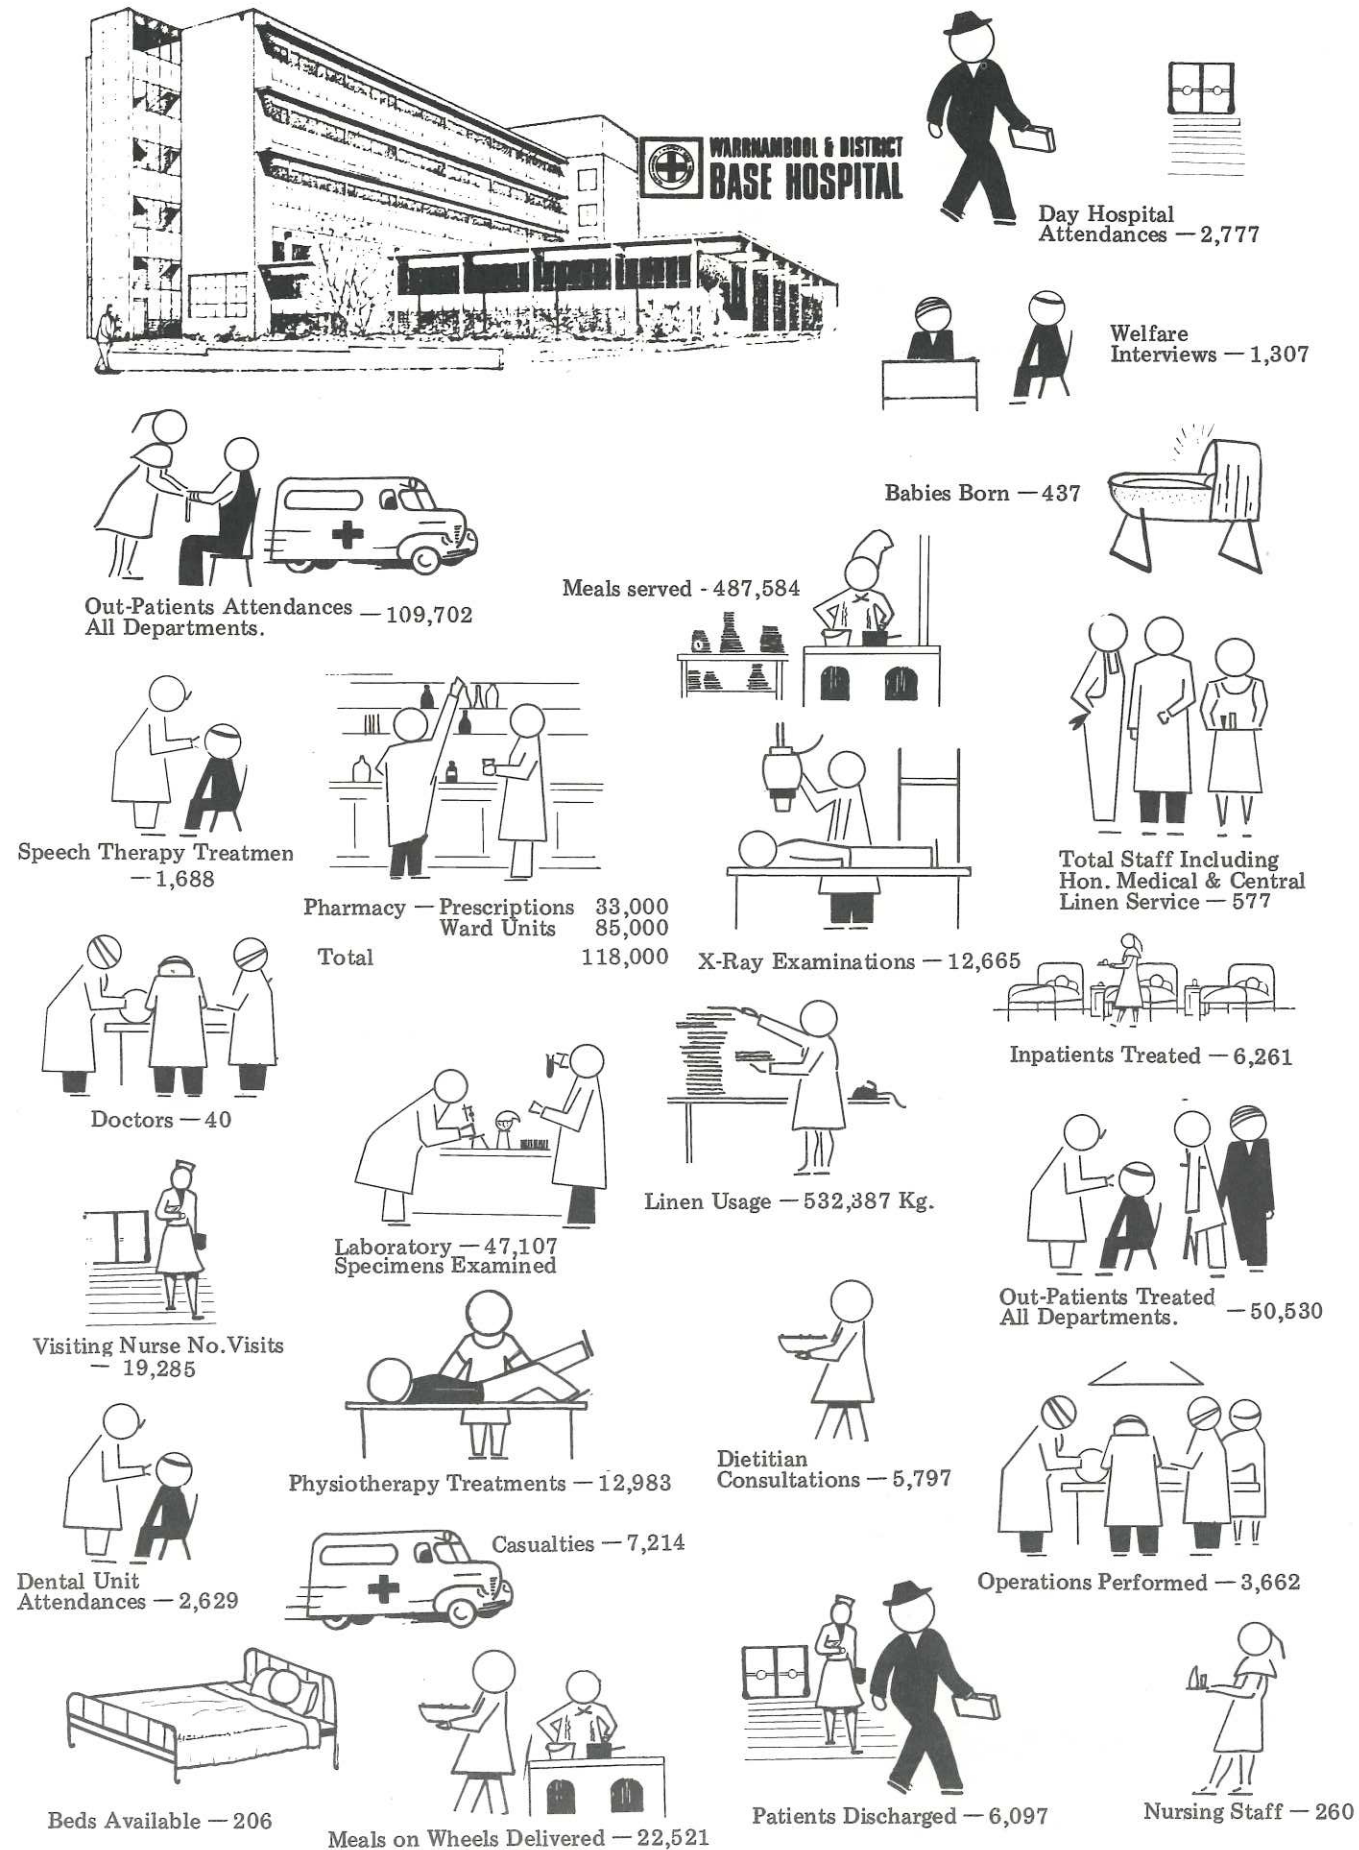 WARRNAMBOOL & DISTRICT
BASE HOSPITAL
Day Hospital
Attendances — 2,777
Welfare
Interviews — 1,307
Babies Born — 437
Out-Patients Attendances — 109,702
All Departments.
Meals served - 487,584
Speech Therapy Treatmen
— 1,688
Pharmacy — Prescriptions 33,000
Ward Units 85,000
Total 118,000
X-Ray Examinations — 12,665
Total Staff Including
Hon. Medical & Central
Linen Service — 577
Doctors — 40
Inpatients Treated — 6,261
Laboratory — 47,107
Specimens Examined
Linen Usage — 532,387 Kg.
Visiting Nurse No. Visits
— 19,285
Out-Patients Treated — 50,530
All Departments.
Physiotherapy Treatments — 12,983
Dietitian
Consultations — 5,797
Dental Unit
Attendances — 2,629
Casualties — 7,214
Operations Performed — 3,662
Beds Available — 206
Meals on Wheels Delivered — 22,521
Patients Discharged — 6,097
Nursing Staff — 260